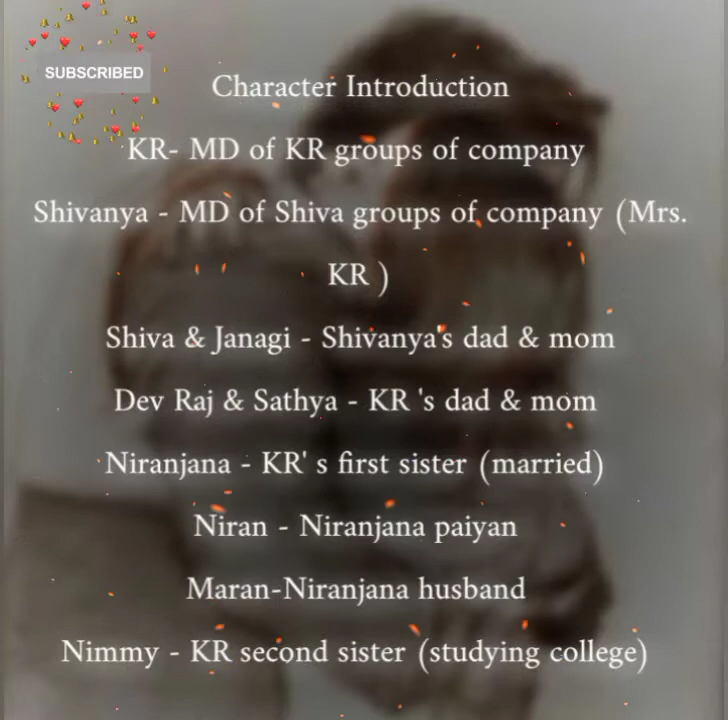 SUBSCRIBED
Character Introduction
KR- MD of KR groups of company
Shivanya - MD of Shiva groups of company (Mrs.
KR )
Shiva & Janagi - Shivanya's dad & mom
Dev Raj & Sathya - KR 's dad & mom
Niranjana - KR' s first sister (married)
Niran - Niranjana paiyan
Maran-Niranjana husband
Nimmy - KR second sister (studying college)